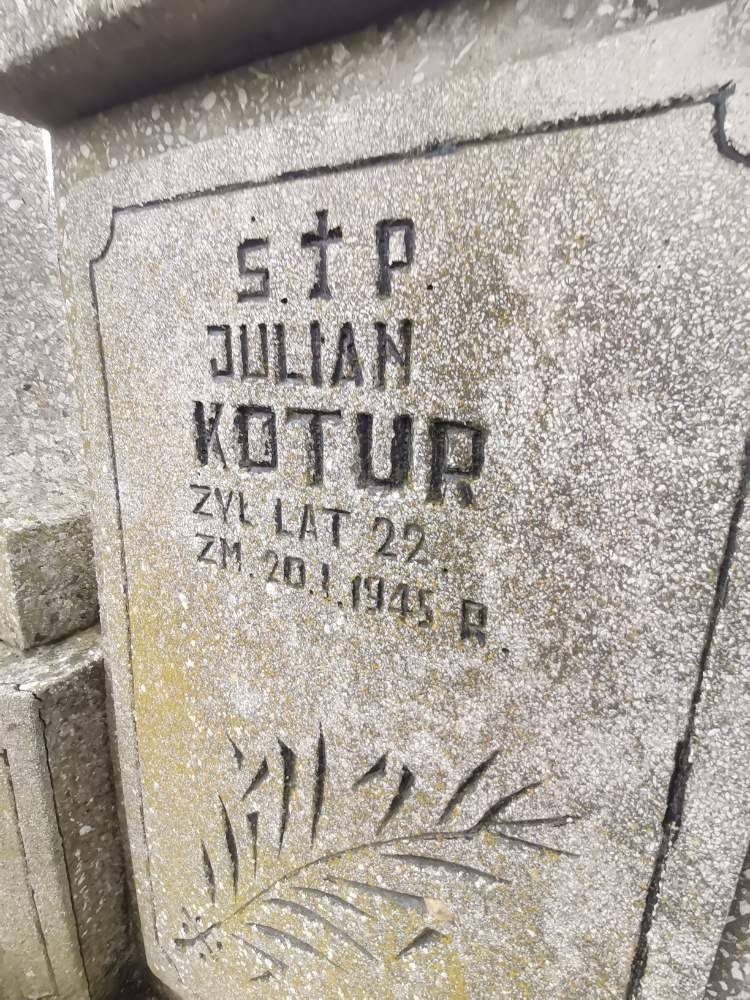 Ś. † P.
JULIAN
KOTUR
ŻYŁ LAT 22.
ZM. 20.I.1945 R.